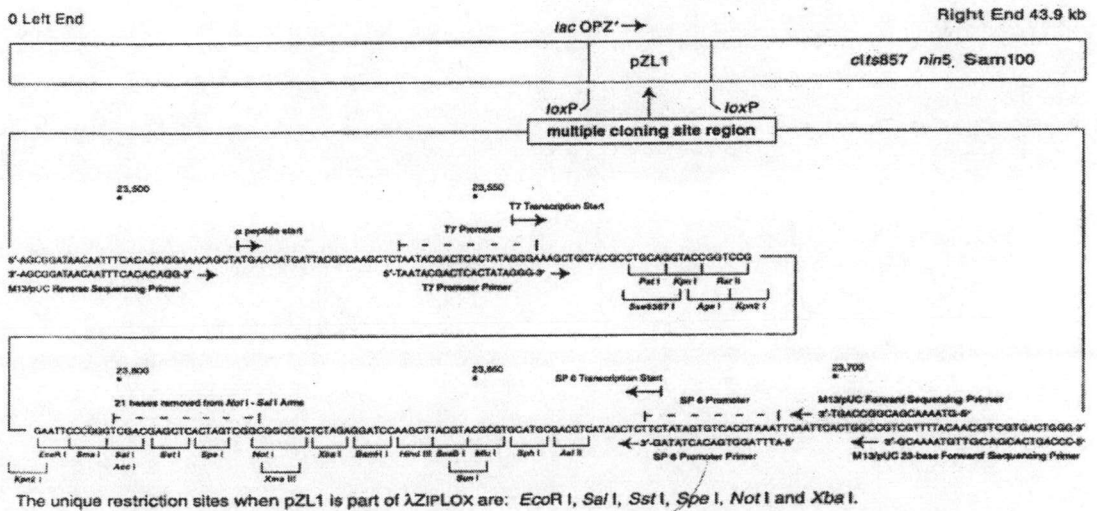 0 Left End
Right End 43.9 kb
lac OPZ' →
pZL1
cIts857 nin5 Sam100
loxP
loxP
multiple cloning site region
23,500
23,550
T7 Transcription Start
α peptide start
T7 Promoter
5'-AGCGGATAACAATTTCACACAGGAAACAGCTATGACCATGATTACGCCAAGCTCTAATACGACTCACTATAGGGAAAGCTGGTACGCCTGCAGGTACCGGTCCG
3'-AGCGGATAACAATTTCACACAGG-3' →
5'-TAATACGACTCACTATAGGG-3' →
M13/pUC Reverse Sequencing Primer
T7 Promoter Primer
Pst I Kpn I Rsr II
Sse8387 I Age I Kpn2 I
23,600
23,650
23,700
SP 6 Transcription Start
21 bases removed from Not I - Sal I Arms
SP 6 Promoter
M13/pUC Forward Sequencing Primer
← 3'-TGACCGGCAGCAAAATG-5'
GAATTCCCGGGTCGACGAGCTCACTAGTCGGCGGCCGCTCTAGAGGATCCAAGCTTACGTACGCGTGCATGCGACGTCATAGCTCTTCTATAGTGTCACCTAAATTCAATTCACTGGCCGTCGTTTTACAACGTCGTGACTGGG-3'
EcoR I Sma I Sal I Sst I Spe I Not I Xba I BamH I Hind III SnaB I Mlu I Sph I Aat II
← 3'-GATATCACAGTGGATTTA-5'
← 3'-GCAAAATGTTGCAGCACTGACCC-5'
Acc I
SP 6 Promoter Primer
M13/pUC 23-base Forward Sequencing Primer
Kpn2 I
Xma III
Sun I
The unique restriction sites when pZL1 is part of λZIPLOX are: EcoR I, Sal I, Sst I, Spe I, Not I and Xba I.